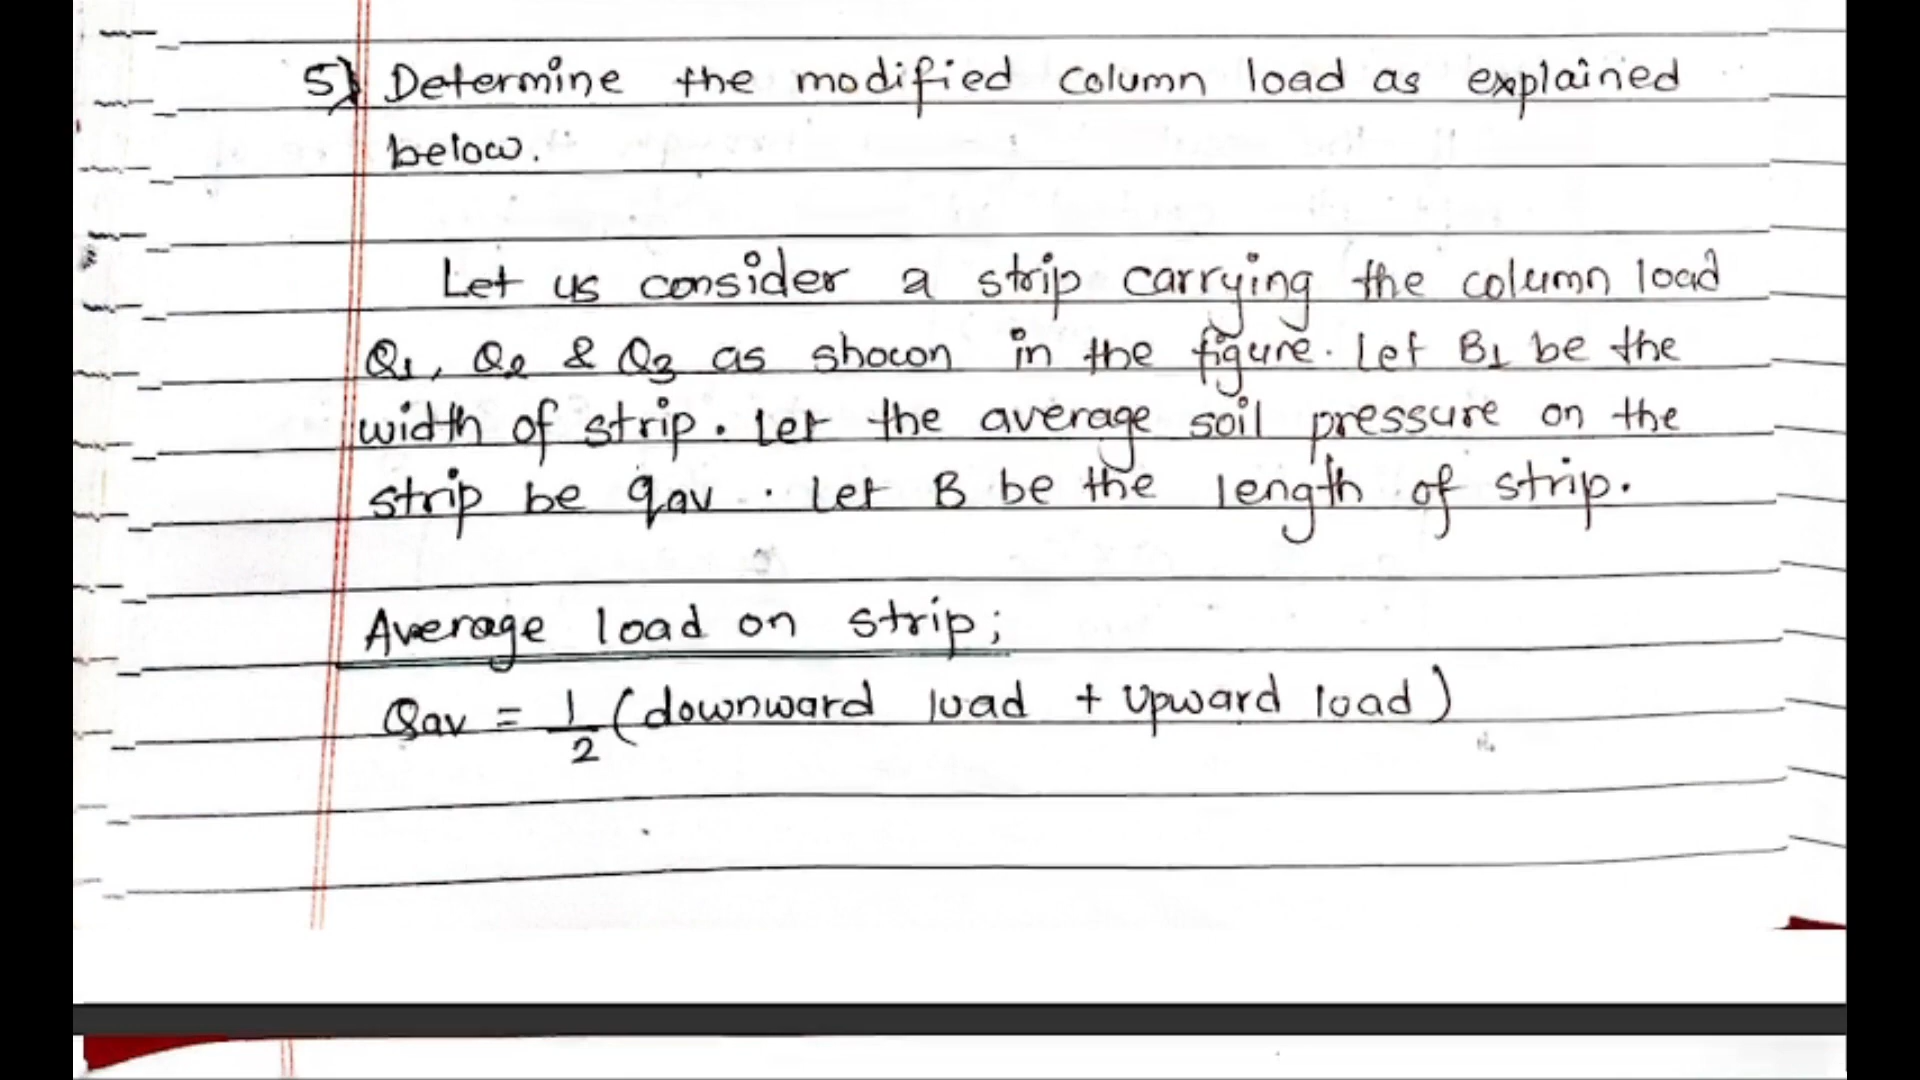 5) Determine the modified column load as explained
below.
Let us consider a strip carrying the column load
Q1, Q2 & Q3 as shown in the figure. Let B1 be the
width of strip. Let the average soil pressure on the
strip be qav. Let B be the length of strip.
Average load on strip;
Qav = 1/2 (downward load + Upward load)